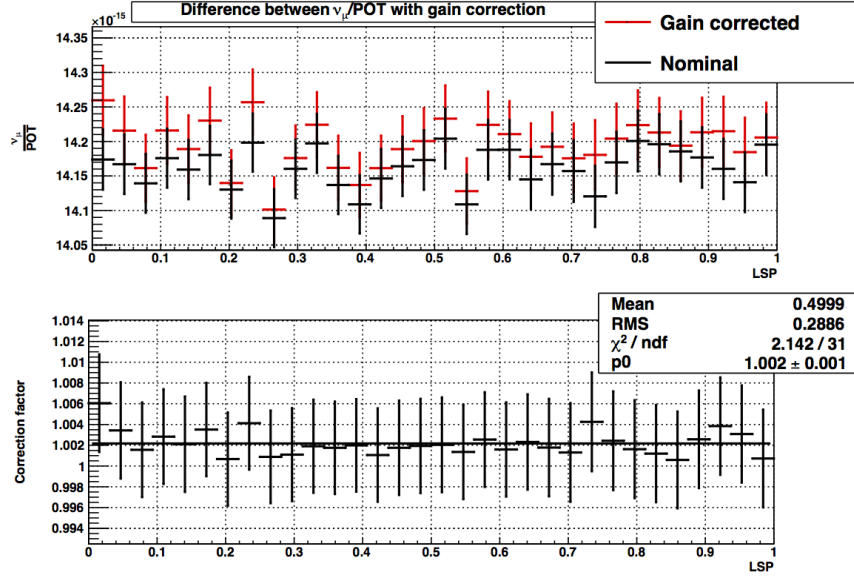 Difference between νμ/POT with gain correction
×10⁻¹⁵
Gain corrected
Nominal
14.35
14.3
14.25
14.2
14.15
14.1
14.05
νμ
POT
0 0.1 0.2 0.3 0.4 0.5 0.6 0.7 0.8 0.9 1
LSP
Mean 0.4999
RMS 0.2886
χ² / ndf 2.142 / 31
p0 1.002 ± 0.001
1.014
1.012
1.01
1.008
1.006
1.004
1.002
1
0.998
0.996
0.994
Correction factor
0 0.1 0.2 0.3 0.4 0.5 0.6 0.7 0.8 0.9 1
LSP